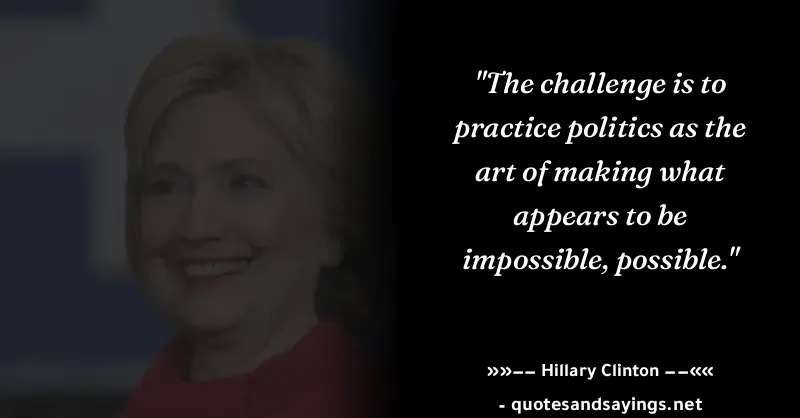 "The challenge is to
practice politics as the
art of making what
appears to be
impossible, possible."
»»–– Hillary Clinton ––««
- quotesandsayings.net